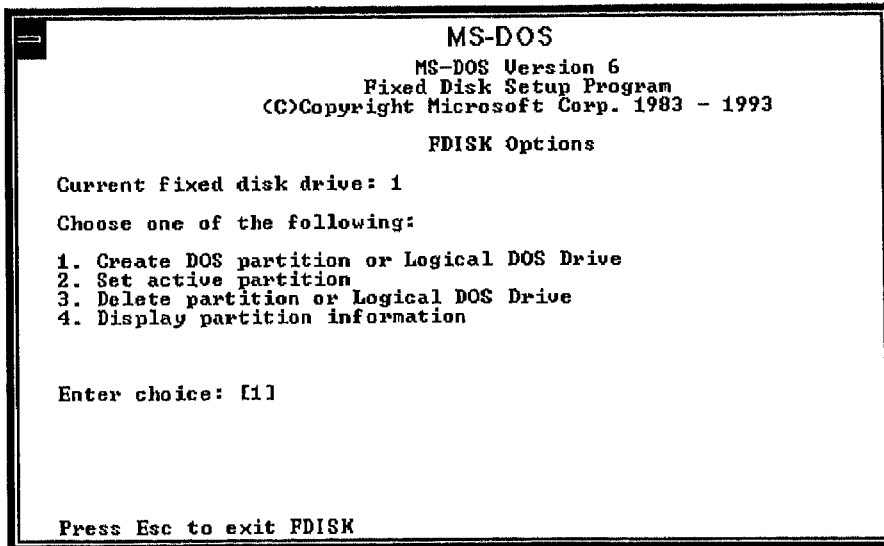 MS-DOS
MS-DOS Version 6
Fixed Disk Setup Program
(C)Copyright Microsoft Corp. 1983 - 1993
FDISK Options
Current fixed disk drive: 1
Choose one of the following:
1. Create DOS partition or Logical DOS Drive
2. Set active partition
3. Delete partition or Logical DOS Drive
4. Display partition information
Enter choice: [1]
Press Esc to exit FDISK